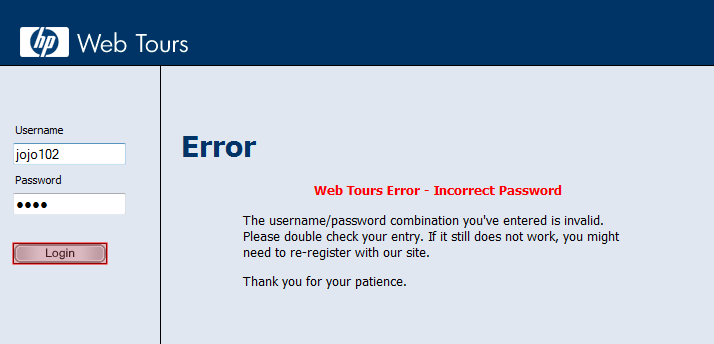 hp Web Tours
Username
jojo102
Password
••••
Login
Error
Web Tours Error - Incorrect Password
The username/password combination you've entered is invalid.
Please double check your entry. If it still does not work, you might
need to re-register with our site.
Thank you for your patience.